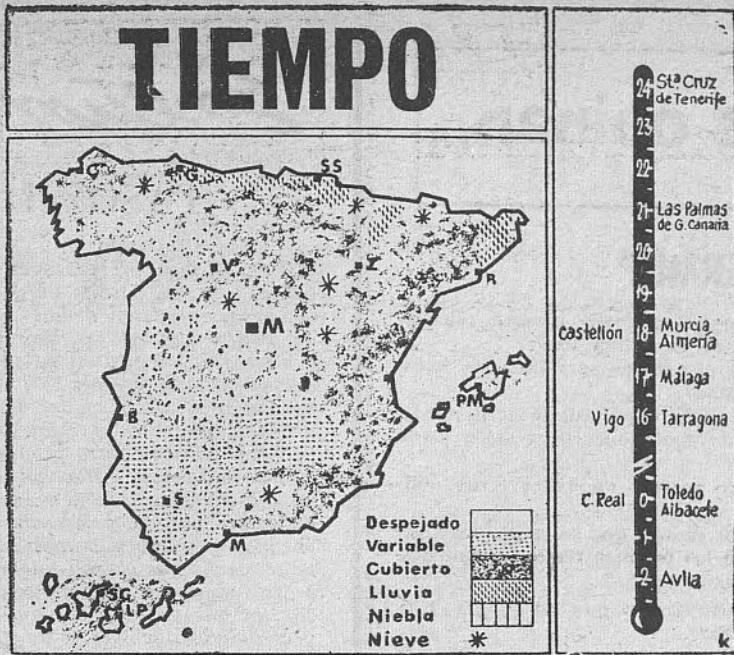 TIEMPO
G
SS
V
Z
M
B
PM
B
S
M
SC
LP
Despejado
Variable
Cubierto
Lluvia
Niebla
Nieve
24 Stª Cruz
de Tenerife
23
22
21 Las Palmas
de G. Canaria
20
19
Castellón 18 Murcia
Almería
17 Málaga
Vigo 16 Tarragona
C. Real 0 Toledo
Albacete
-1
-2 Avila
k